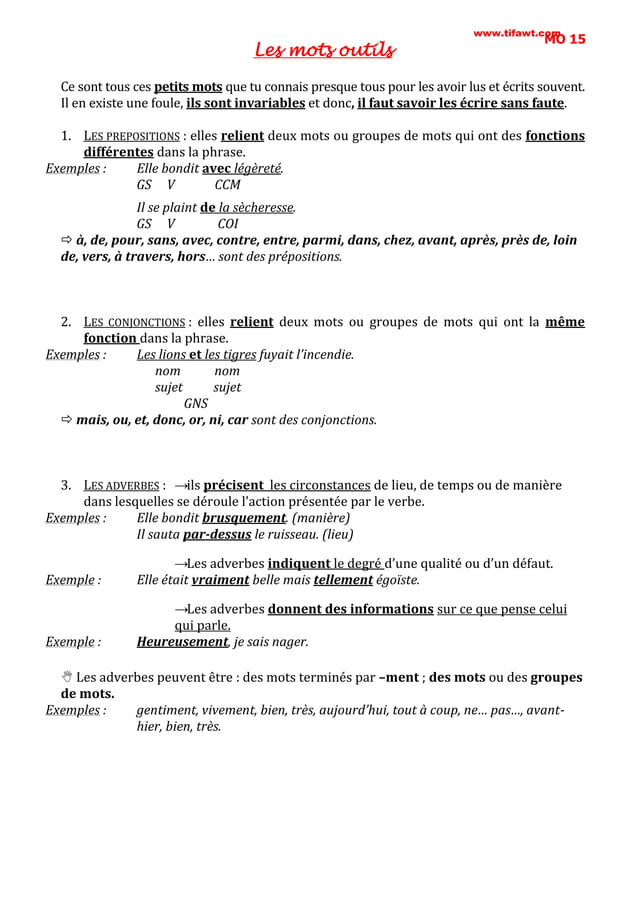 www.tifawt.com
MO 15
Les mots outils
Ce sont tous ces petits mots que tu connais presque tous pour les avoir lus et écrits souvent.
Il en existe une foule, ils sont invariables et donc, il faut savoir les écrire sans faute.
1. LES PREPOSITIONS : elles relient deux mots ou groupes de mots qui ont des fonctions
différentes dans la phrase.
Exemples : Elle bondit avec légèreté.
GS V CCM
Il se plaint de la sècheresse.
GS V COI
⇨ à, de, pour, sans, avec, contre, entre, parmi, dans, chez, avant, après, près de, loin
de, vers, à travers, hors... sont des prépositions.
2. LES CONJONCTIONS : elles relient deux mots ou groupes de mots qui ont la même
fonction dans la phrase.
Exemples : Les lions et les tigres fuyait l'incendie.
nom nom
sujet sujet
GNS
⇨ mais, ou, et, donc, or, ni, car sont des conjonctions.
3. LES ADVERBES : →ils précisent les circonstances de lieu, de temps ou de manière
dans lesquelles se déroule l'action présentée par le verbe.
Exemples : Elle bondit brusquement. (manière)
Il sauta par-dessus le ruisseau. (lieu)
→Les adverbes indiquent le degré d'une qualité ou d'un défaut.
Exemple : Elle était vraiment belle mais tellement égoïste.
→Les adverbes donnent des informations sur ce que pense celui
qui parle.
Exemple : Heureusement, je sais nager.
Les adverbes peuvent être : des mots terminés par –ment ; des mots ou des groupes
de mots.
Exemples : gentiment, vivement, bien, très, aujourd'hui, tout à coup, ne... pas..., avant-
hier, bien, très.